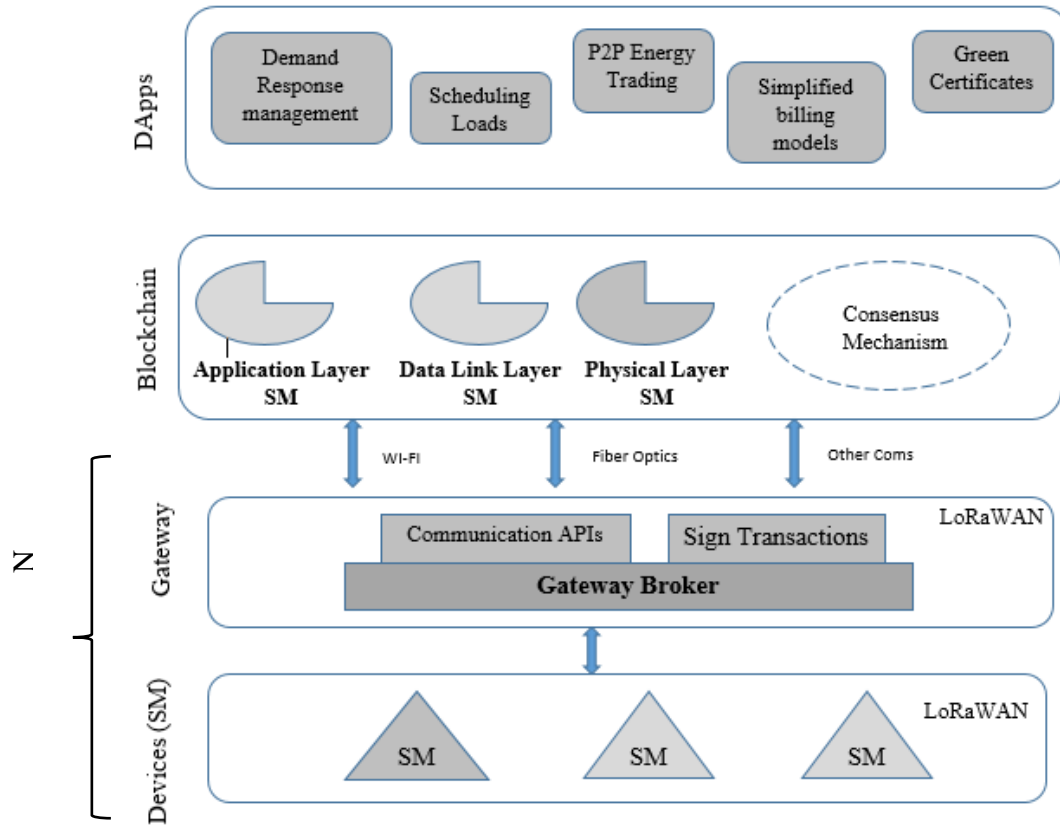 DApps
Demand
Response
management
Scheduling
Loads
P2P Energy
Trading
Simplified
billing
models
Green
Certificates
Blockchain
Application Layer
SM
Data Link Layer
SM
Physical Layer
SM
Consensus
Mechanism
WI-FI
Fiber Optics
Other Coms
N
Gateway
LoRaWAN
Communication APIs
Sign Transactions
Gateway Broker
Devices (SM)
LoRaWAN
SM
SM
SM